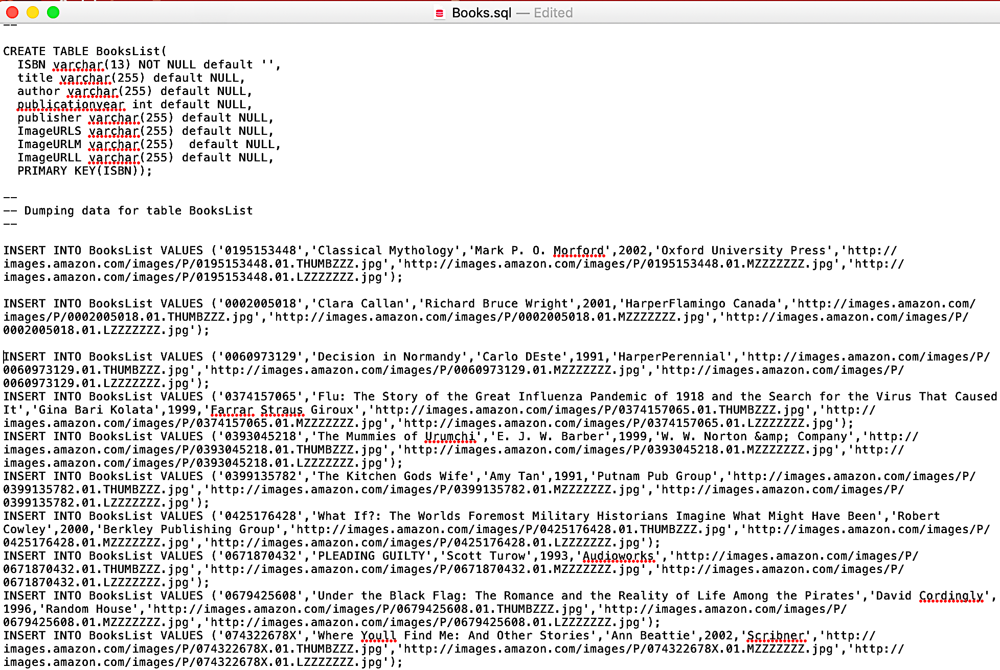 Books.sql — Edited
--
CREATE TABLE BooksList(
  ISBN varchar(13) NOT NULL default '',
  title varchar(255) default NULL,
  author varchar(255) default NULL,
  publicationyear int default NULL,
  publisher varchar(255) default NULL,
  ImageURLS varchar(255) default NULL,
  ImageURLM varchar(255)  default NULL,
  ImageURLL varchar(255) default NULL,
  PRIMARY KEY(ISBN));
--
-- Dumping data for table BooksList
--
INSERT INTO BooksList VALUES ('0195153448','Classical Mythology','Mark P. O. Morford',2002,'Oxford University Press','http://
images.amazon.com/images/P/0195153448.01.THUMBZZZ.jpg','http://images.amazon.com/images/P/0195153448.01.MZZZZZZZ.jpg','http://
images.amazon.com/images/P/0195153448.01.LZZZZZZZ.jpg');
INSERT INTO BooksList VALUES ('0002005018','Clara Callan','Richard Bruce Wright',2001,'HarperFlamingo Canada','http://images.amazon.com/
images/P/0002005018.01.THUMBZZZ.jpg','http://images.amazon.com/images/P/0002005018.01.MZZZZZZZ.jpg','http://images.amazon.com/images/P/
0002005018.01.LZZZZZZZ.jpg');
INSERT INTO BooksList VALUES ('0060973129','Decision in Normandy','Carlo DEste',1991,'HarperPerennial','http://images.amazon.com/images/P/
0060973129.01.THUMBZZZ.jpg','http://images.amazon.com/images/P/0060973129.01.MZZZZZZZ.jpg','http://images.amazon.com/images/P/
0060973129.01.LZZZZZZZ.jpg');
INSERT INTO BooksList VALUES ('0374157065','Flu: The Story of the Great Influenza Pandemic of 1918 and the Search for the Virus That Caused
It','Gina Bari Kolata',1999,'Farrar Straus Giroux','http://images.amazon.com/images/P/0374157065.01.THUMBZZZ.jpg','http://
images.amazon.com/images/P/0374157065.01.MZZZZZZZ.jpg','http://images.amazon.com/images/P/0374157065.01.LZZZZZZZ.jpg');
INSERT INTO BooksList VALUES ('0393045218','The Mummies of Urumchi','E. J. W. Barber',1999,'W. W. Norton &amp; Company','http://
images.amazon.com/images/P/0393045218.01.THUMBZZZ.jpg','http://images.amazon.com/images/P/0393045218.01.MZZZZZZZ.jpg','http://
images.amazon.com/images/P/0393045218.01.LZZZZZZZ.jpg');
INSERT INTO BooksList VALUES ('0399135782','The Kitchen Gods Wife','Amy Tan',1991,'Putnam Pub Group','http://images.amazon.com/images/P/
0399135782.01.THUMBZZZ.jpg','http://images.amazon.com/images/P/0399135782.01.MZZZZZZZ.jpg','http://images.amazon.com/images/P/
0399135782.01.LZZZZZZZ.jpg');
INSERT INTO BooksList VALUES ('0425176428','What If?: The Worlds Foremost Military Historians Imagine What Might Have Been','Robert
Cowley',2000,'Berkley Publishing Group','http://images.amazon.com/images/P/0425176428.01.THUMBZZZ.jpg','http://images.amazon.com/images/P/
0425176428.01.MZZZZZZZ.jpg','http://images.amazon.com/images/P/0425176428.01.LZZZZZZZ.jpg');
INSERT INTO BooksList VALUES ('0671870432','PLEADING GUILTY','Scott Turow',1993,'Audioworks','http://images.amazon.com/images/P/
0671870432.01.THUMBZZZ.jpg','http://images.amazon.com/images/P/0671870432.01.MZZZZZZZ.jpg','http://images.amazon.com/images/P/
0671870432.01.LZZZZZZZ.jpg');
INSERT INTO BooksList VALUES ('0679425608','Under the Black Flag: The Romance and the Reality of Life Among the Pirates','David Cordingly',
1996,'Random House','http://images.amazon.com/images/P/0679425608.01.THUMBZZZ.jpg','http://images.amazon.com/images/P/
0679425608.01.MZZZZZZZ.jpg','http://images.amazon.com/images/P/0679425608.01.LZZZZZZZ.jpg');
INSERT INTO BooksList VALUES ('074322678X','Where Youll Find Me: And Other Stories','Ann Beattie',2002,'Scribner','http://
images.amazon.com/images/P/074322678X.01.THUMBZZZ.jpg','http://images.amazon.com/images/P/074322678X.01.MZZZZZZZ.jpg','http://
images.amazon.com/images/P/074322678X.01.LZZZZZZZ.jpg');